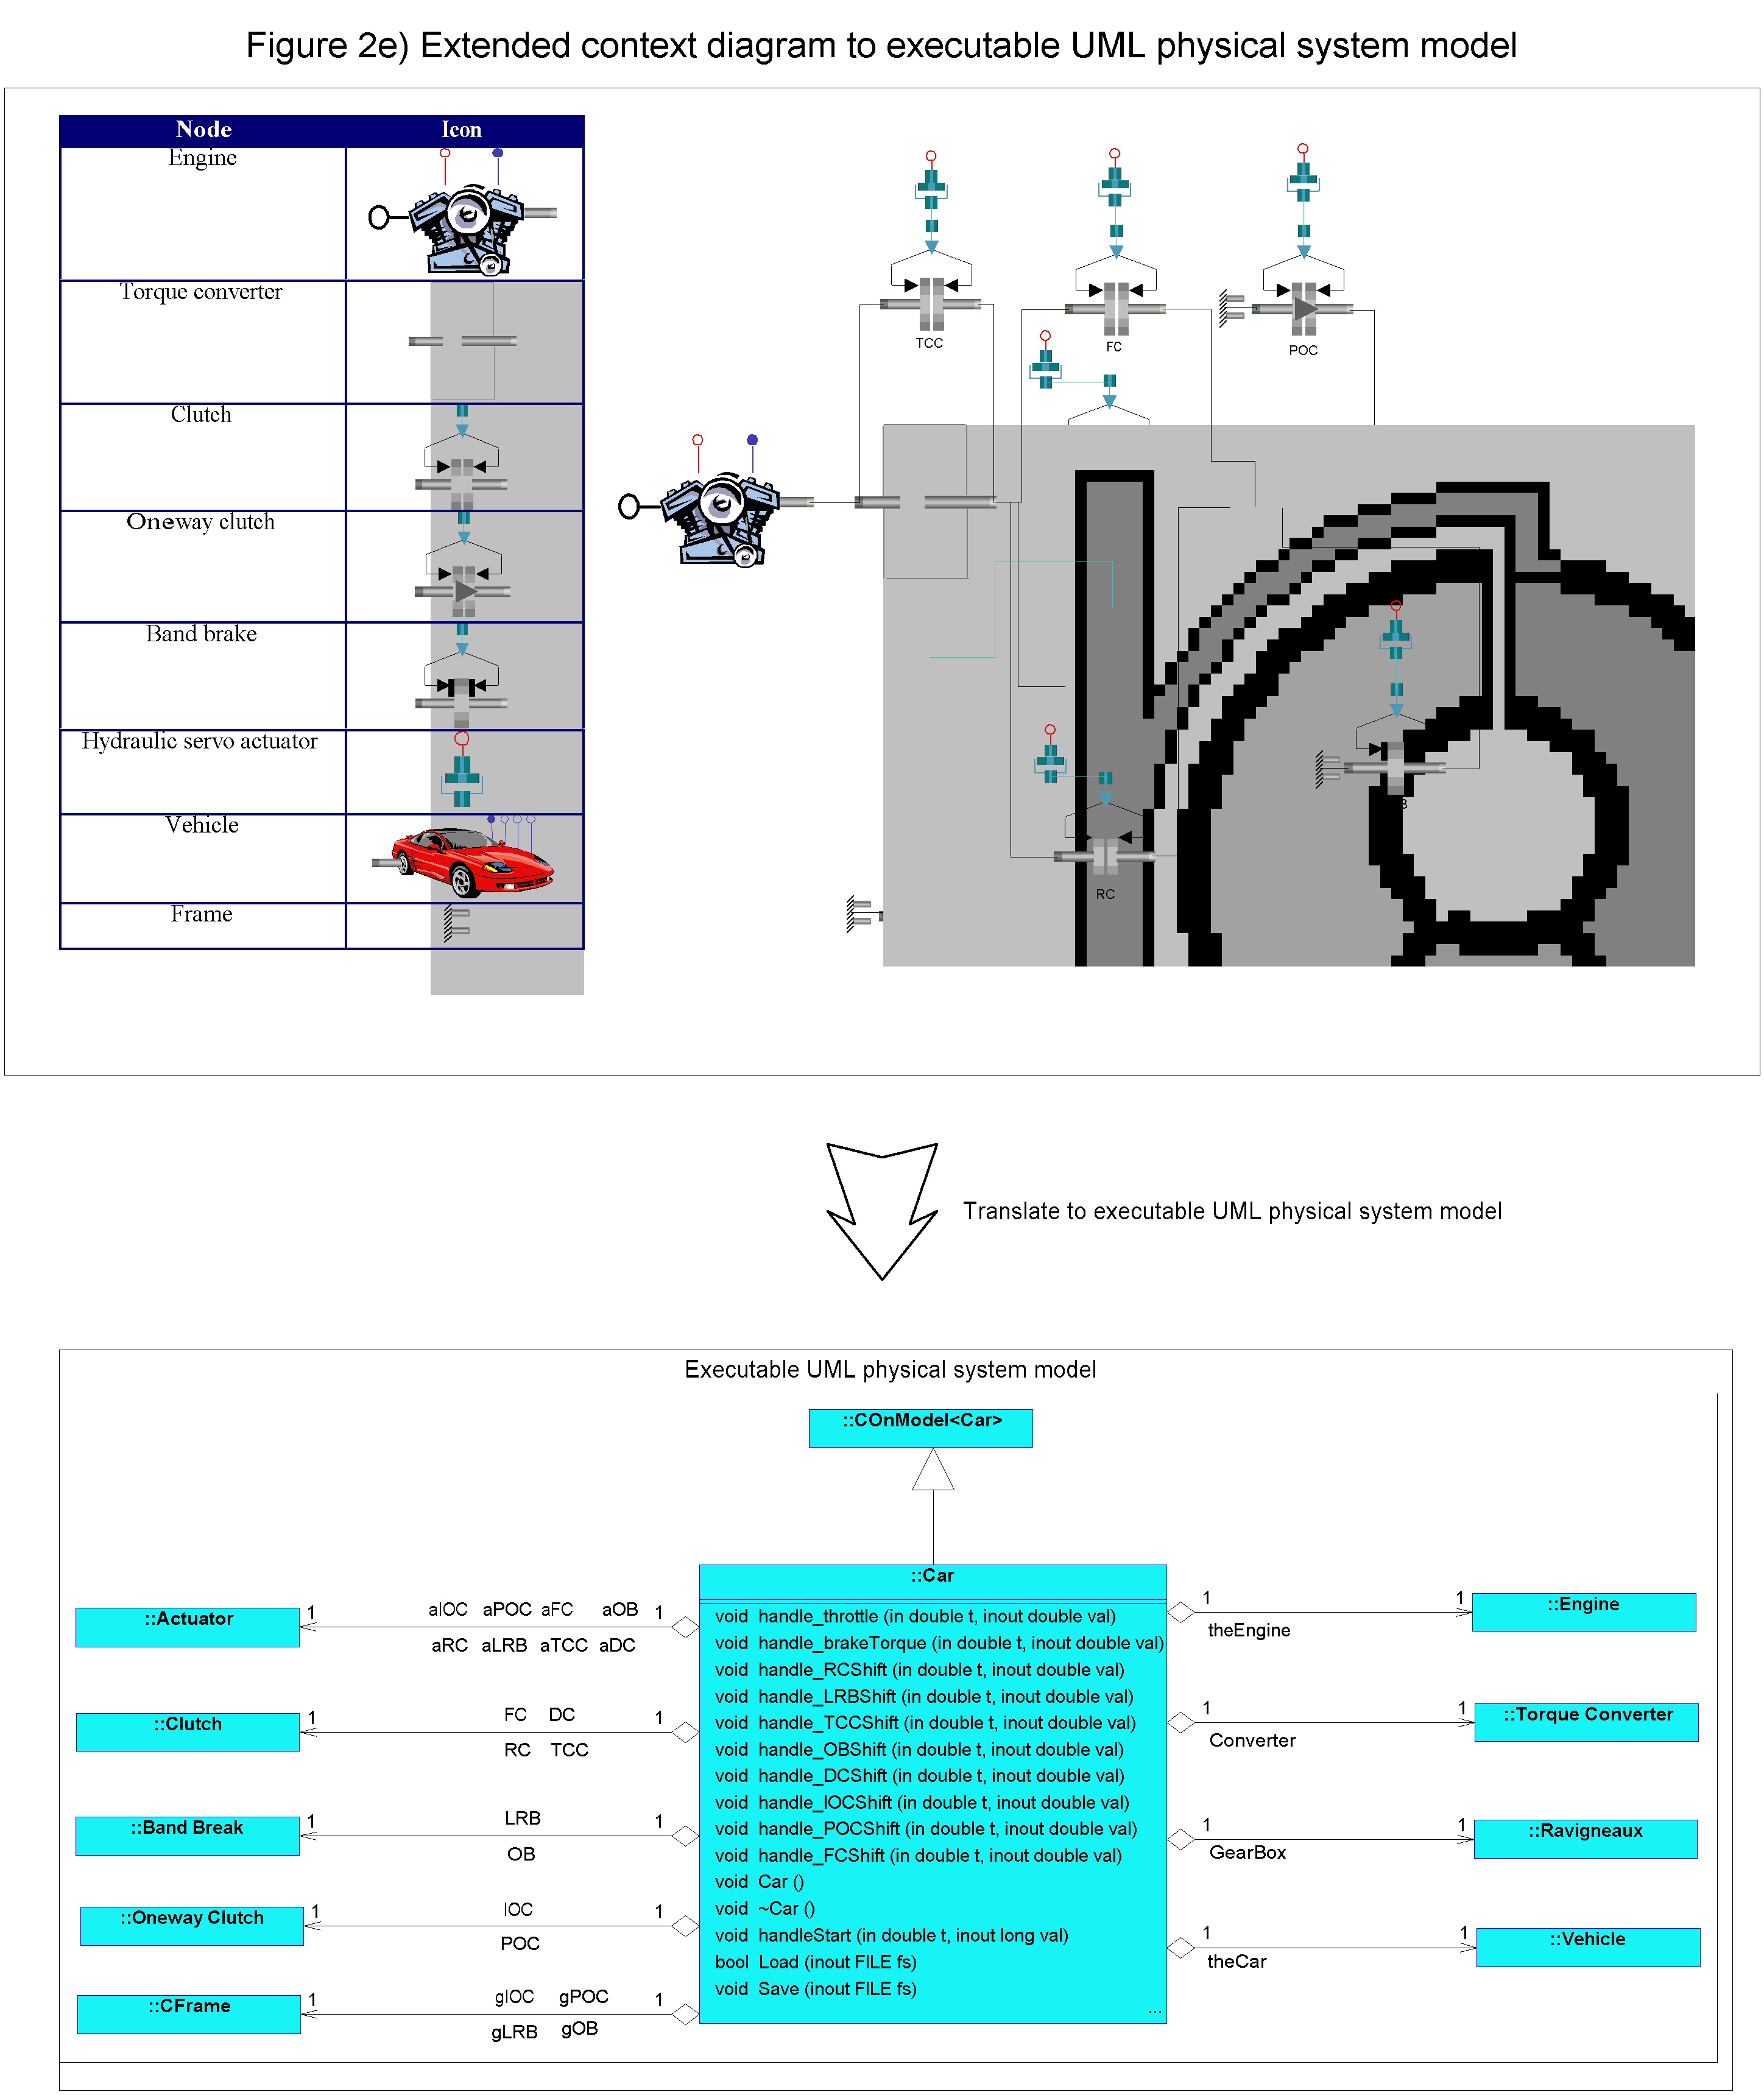 Figure 2e) Extended context diagram to executable UML physical system model
Node Icon
Engine
Torque converter
Clutch
Oneway clutch
Band brake
Hydraulic servo actuator
Vehicle
Frame
TCC
FC
POC
RC
B
Translate to executable UML physical system model
Executable UML physical system model
::COnModel<Car>
::Car
void handle_throttle (in double t, inout double val)
void handle_brakeTorque (in double t, inout double val)
void handle_RCShift (in double t, inout double val)
void handle_LRBShift (in double t, inout double val)
void handle_TCCShift (in double t, inout double val)
void handle_OBShift (in double t, inout double val)
void handle_DCShift (in double t, inout double val)
void handle_IOCShift (in double t, inout double val)
void handle_POCShift (in double t, inout double val)
void handle_FCShift (in double t, inout double val)
void Car ()
void ~Car ()
void handleStart (in double t, inout long val)
bool Load (inout FILE fs)
void Save (inout FILE fs)
...
::Actuator
1 aIOC aPOC aFC aOB 1
aRC aLRB aTCC aDC
::Clutch
1 FC DC 1
RC TCC
::Band Break
1 LRB 1
OB
::Oneway Clutch
1 IOC 1
POC
::CFrame
1 gIOC gPOC 1
gLRB gOB
1 1
theEngine
::Engine
1 1
Converter
::Torque Converter
1 1
GearBox
::Ravigneaux
1 1
theCar
::Vehicle